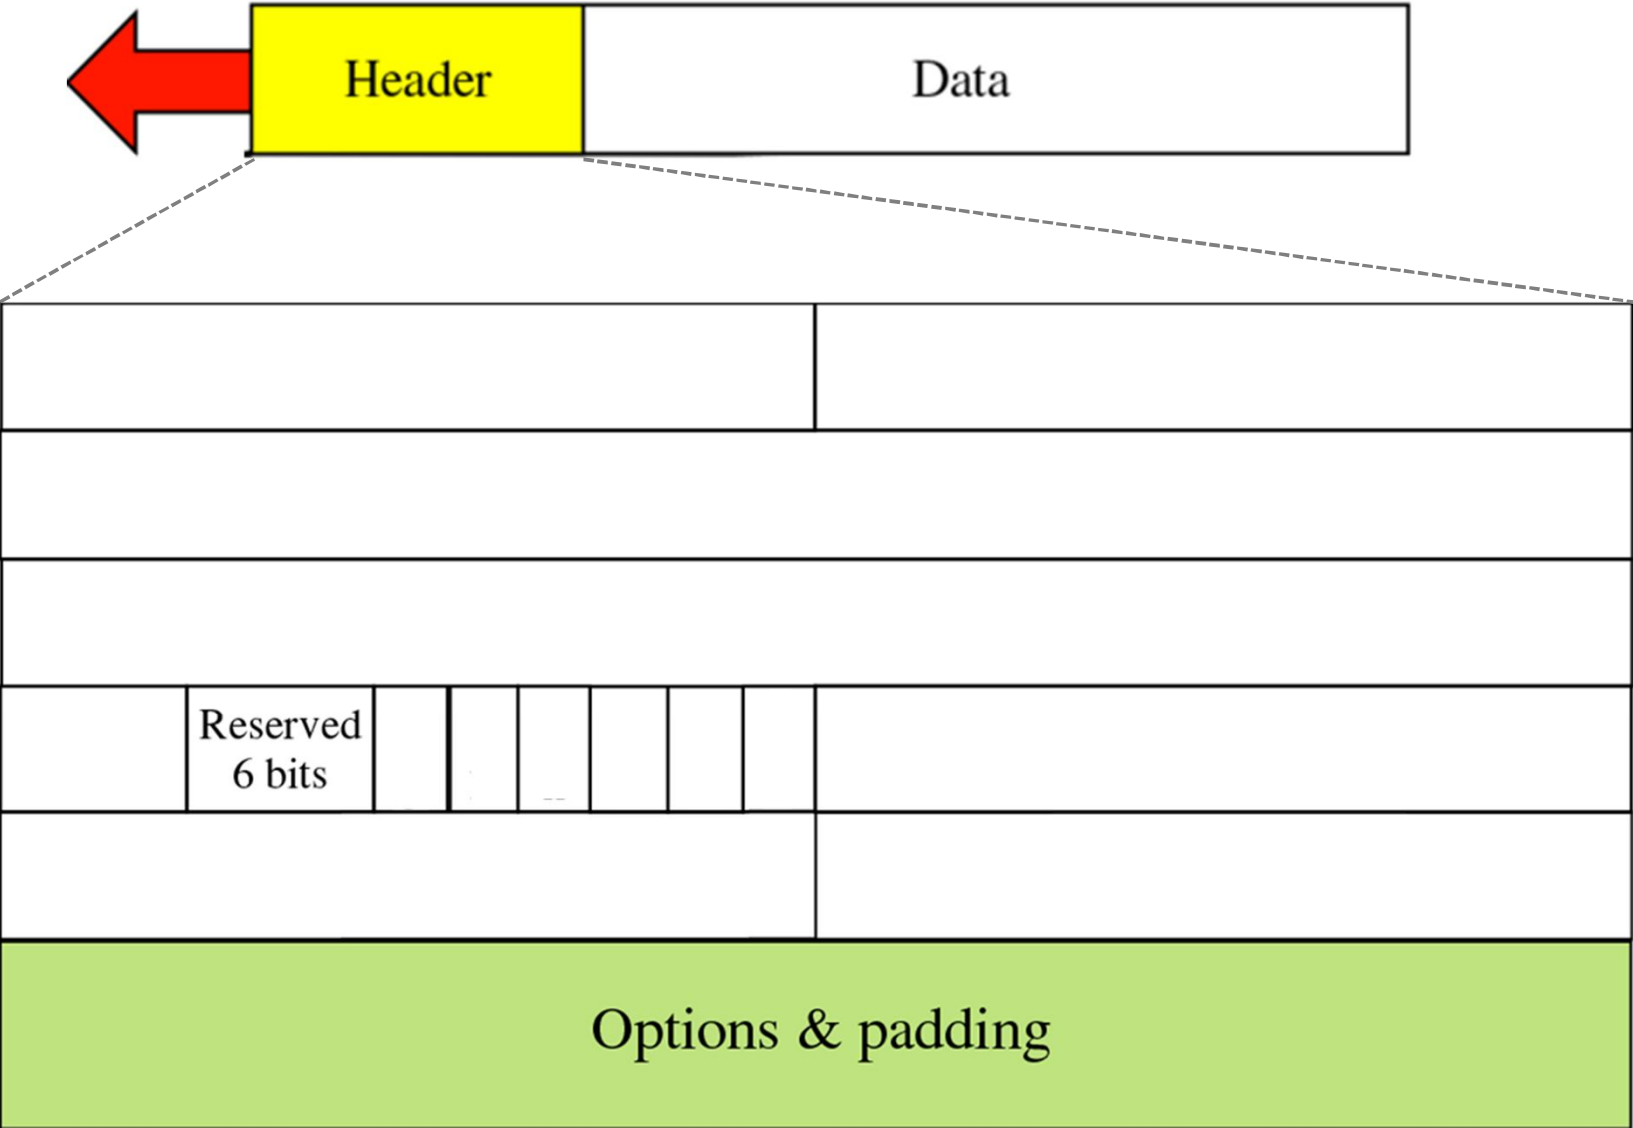 Header
Data
Reserved
6 bits
Options & padding